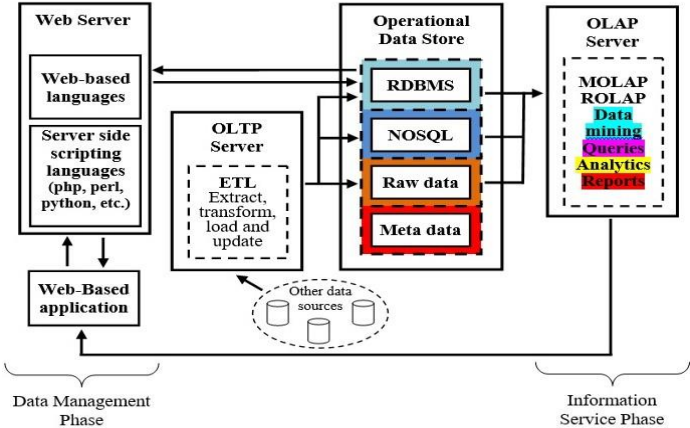 Web Server
Web-based
languages
Server side
scripting
languages
(php, perl,
python, etc.)
Web-Based
application
OLTP
Server
ETL
Extract,
transform,
load and
update
Other data
sources
Operational
Data Store
RDBMS
NOSQL
Raw data
Meta data
OLAP
Server
MOLAP
ROLAP
Data
mining
Queries
Analytics
Reports
Data Management
Phase
Information
Service Phase